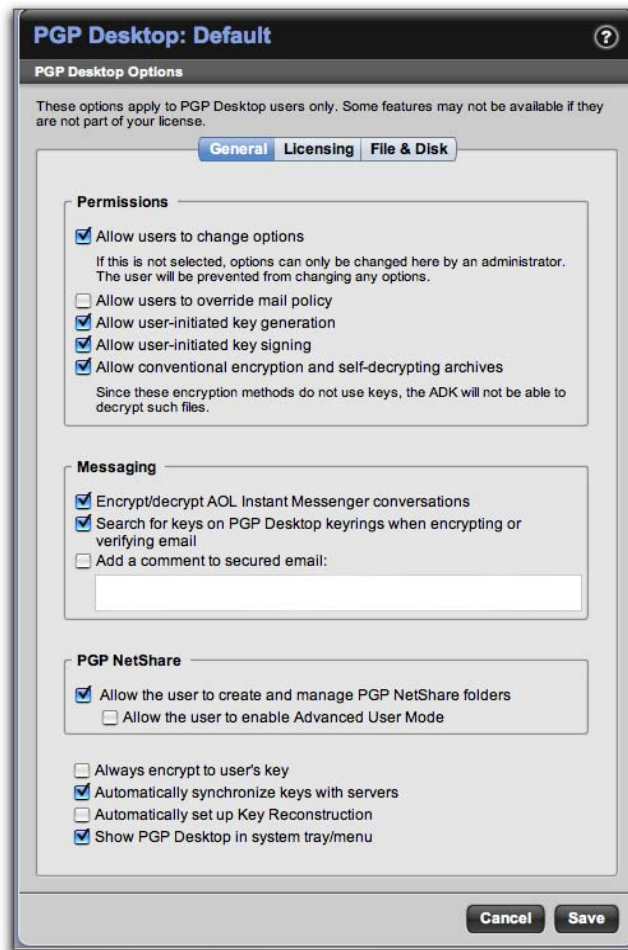 PGP Desktop: Default
?
PGP Desktop Options
These options apply to PGP Desktop users only. Some features may not be available if they
are not part of your license.
General Licensing File & Disk
Permissions
Allow users to change options
If this is not selected, options can only be changed here by an administrator.
The user will be prevented from changing any options.
Allow users to override mail policy
Allow user-initiated key generation
Allow user-initiated key signing
Allow conventional encryption and self-decrypting archives
Since these encryption methods do not use keys, the ADK will not be able to
decrypt such files.
Messaging
Encrypt/decrypt AOL Instant Messenger conversations
Search for keys on PGP Desktop keyrings when encrypting or
verifying email
Add a comment to secured email:
PGP NetShare
Allow the user to create and manage PGP NetShare folders
Allow the user to enable Advanced User Mode
Always encrypt to user's key
Automatically synchronize keys with servers
Automatically set up Key Reconstruction
Show PGP Desktop in system tray/menu
Cancel Save